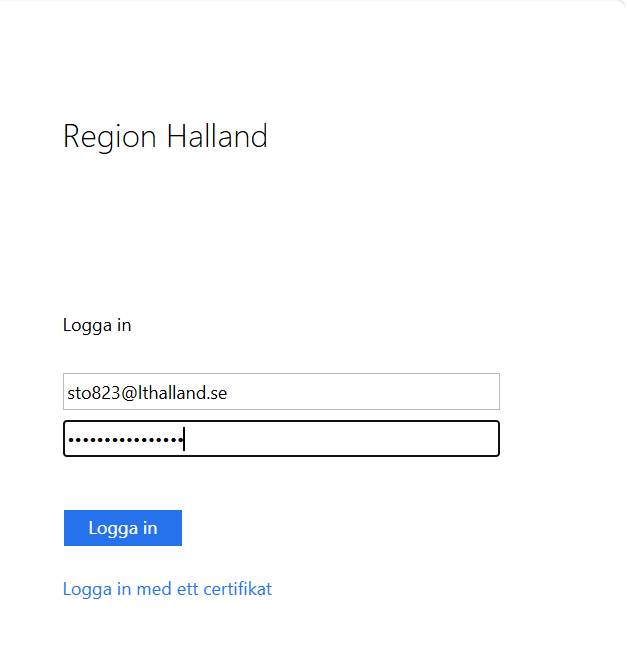 Region Halland
Logga in
sto823@lthalland.se
••••••••••••••••
Logga in
Logga in med ett certifikat